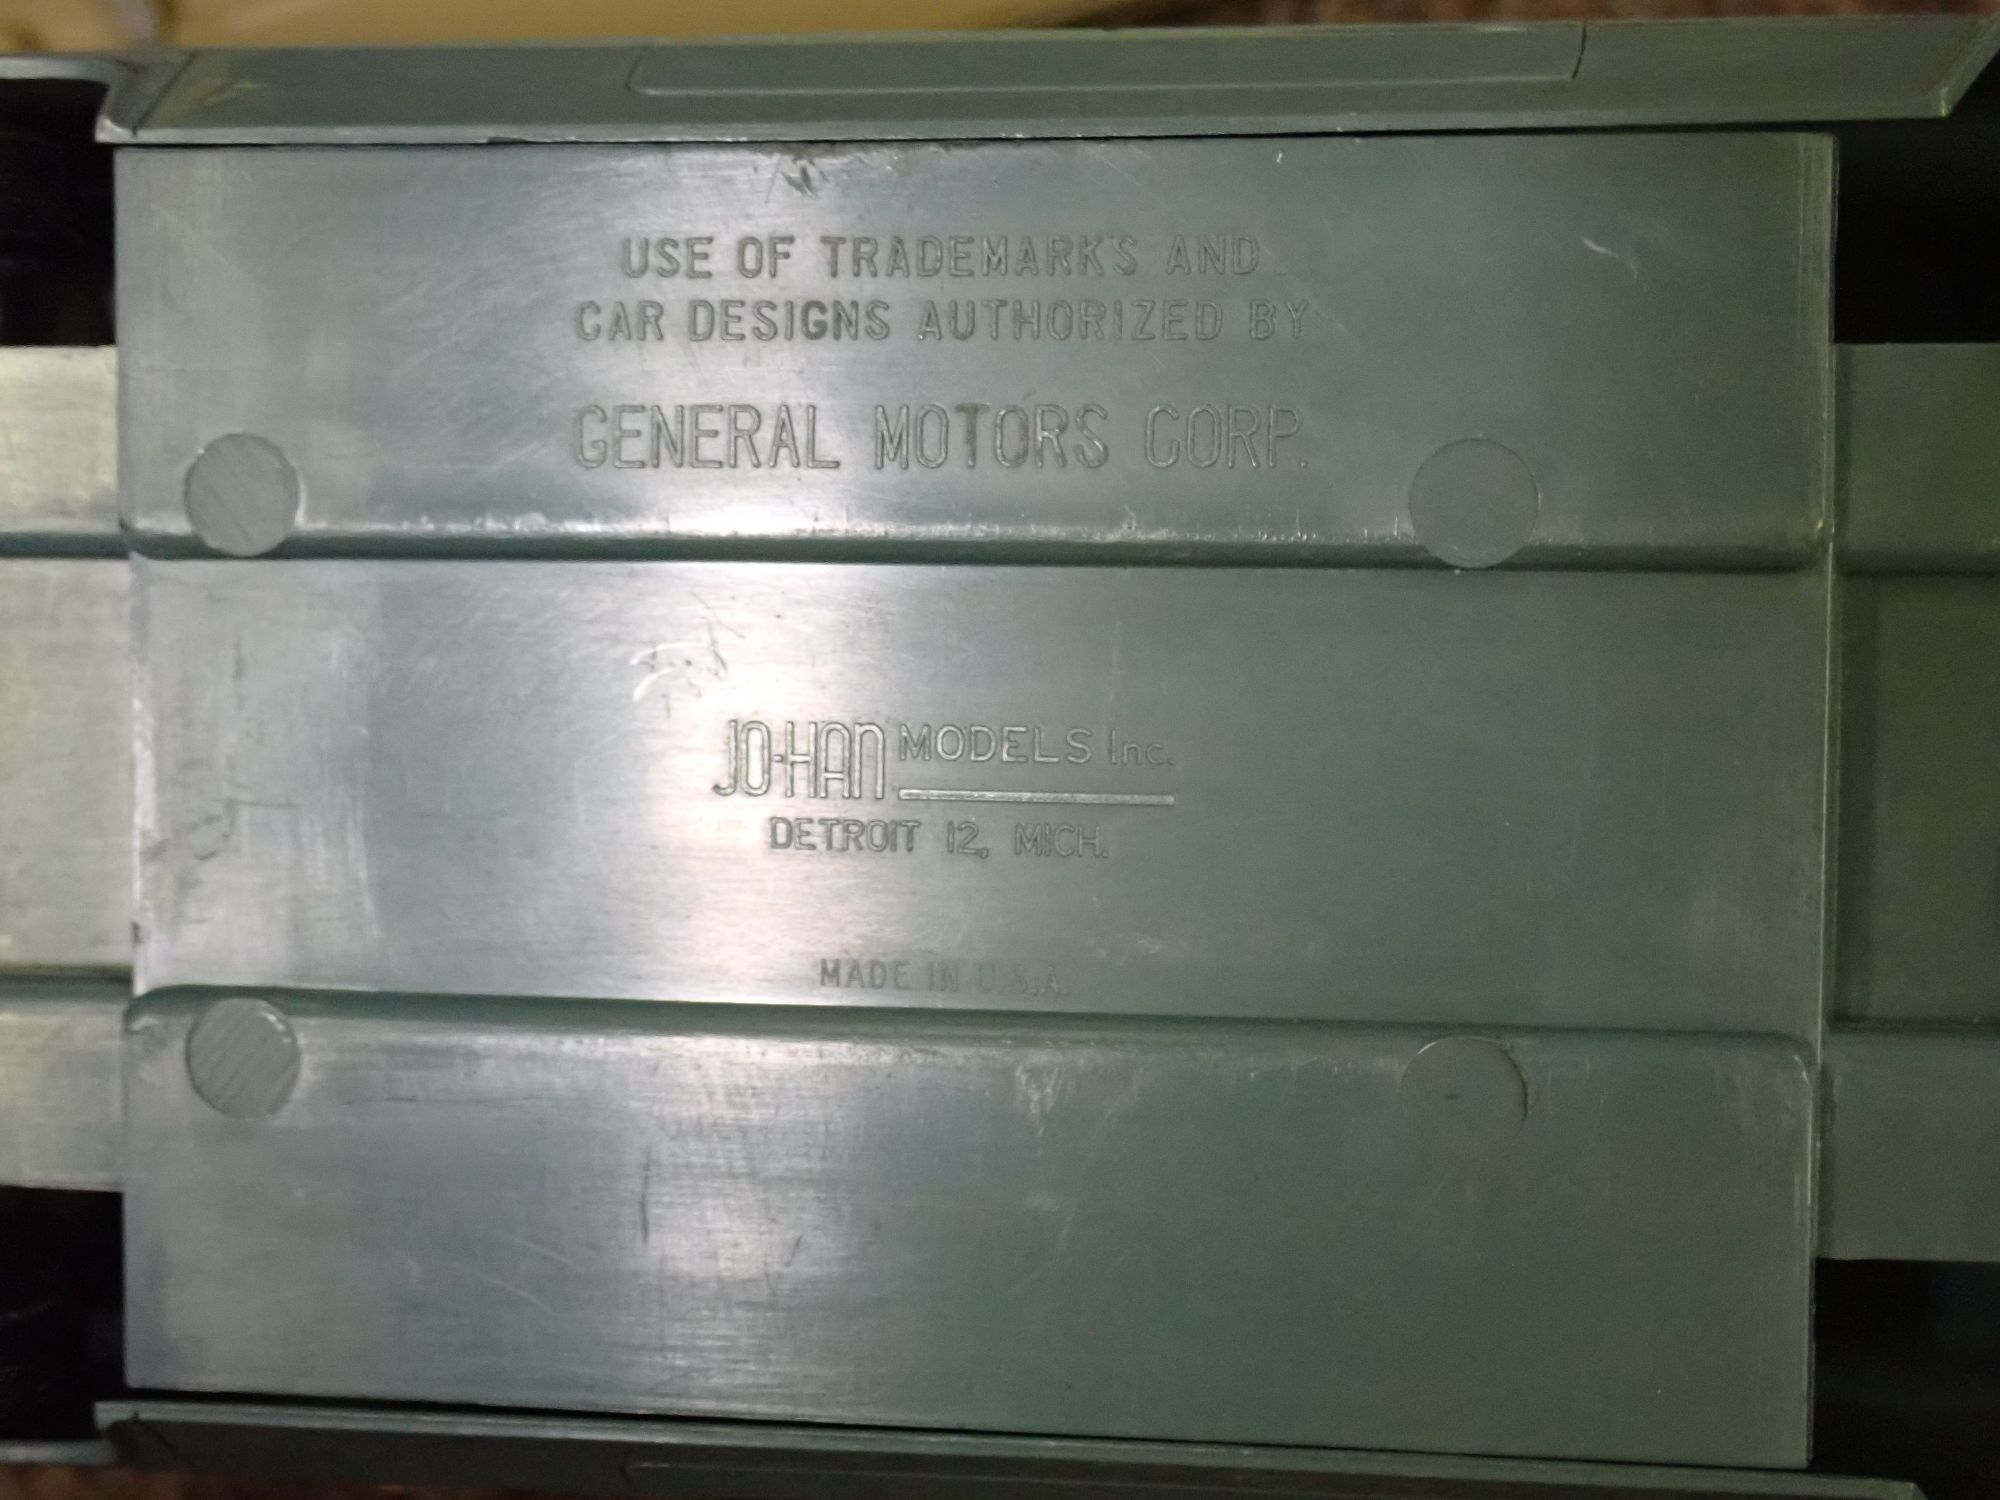 USE OF TRADEMARKS AND
CAR DESIGNS AUTHORIZED BY
GENERAL MOTORS CORP.
JO-HAN MODELS Inc.
DETROIT 12, MICH.
MADE IN U.S.A.